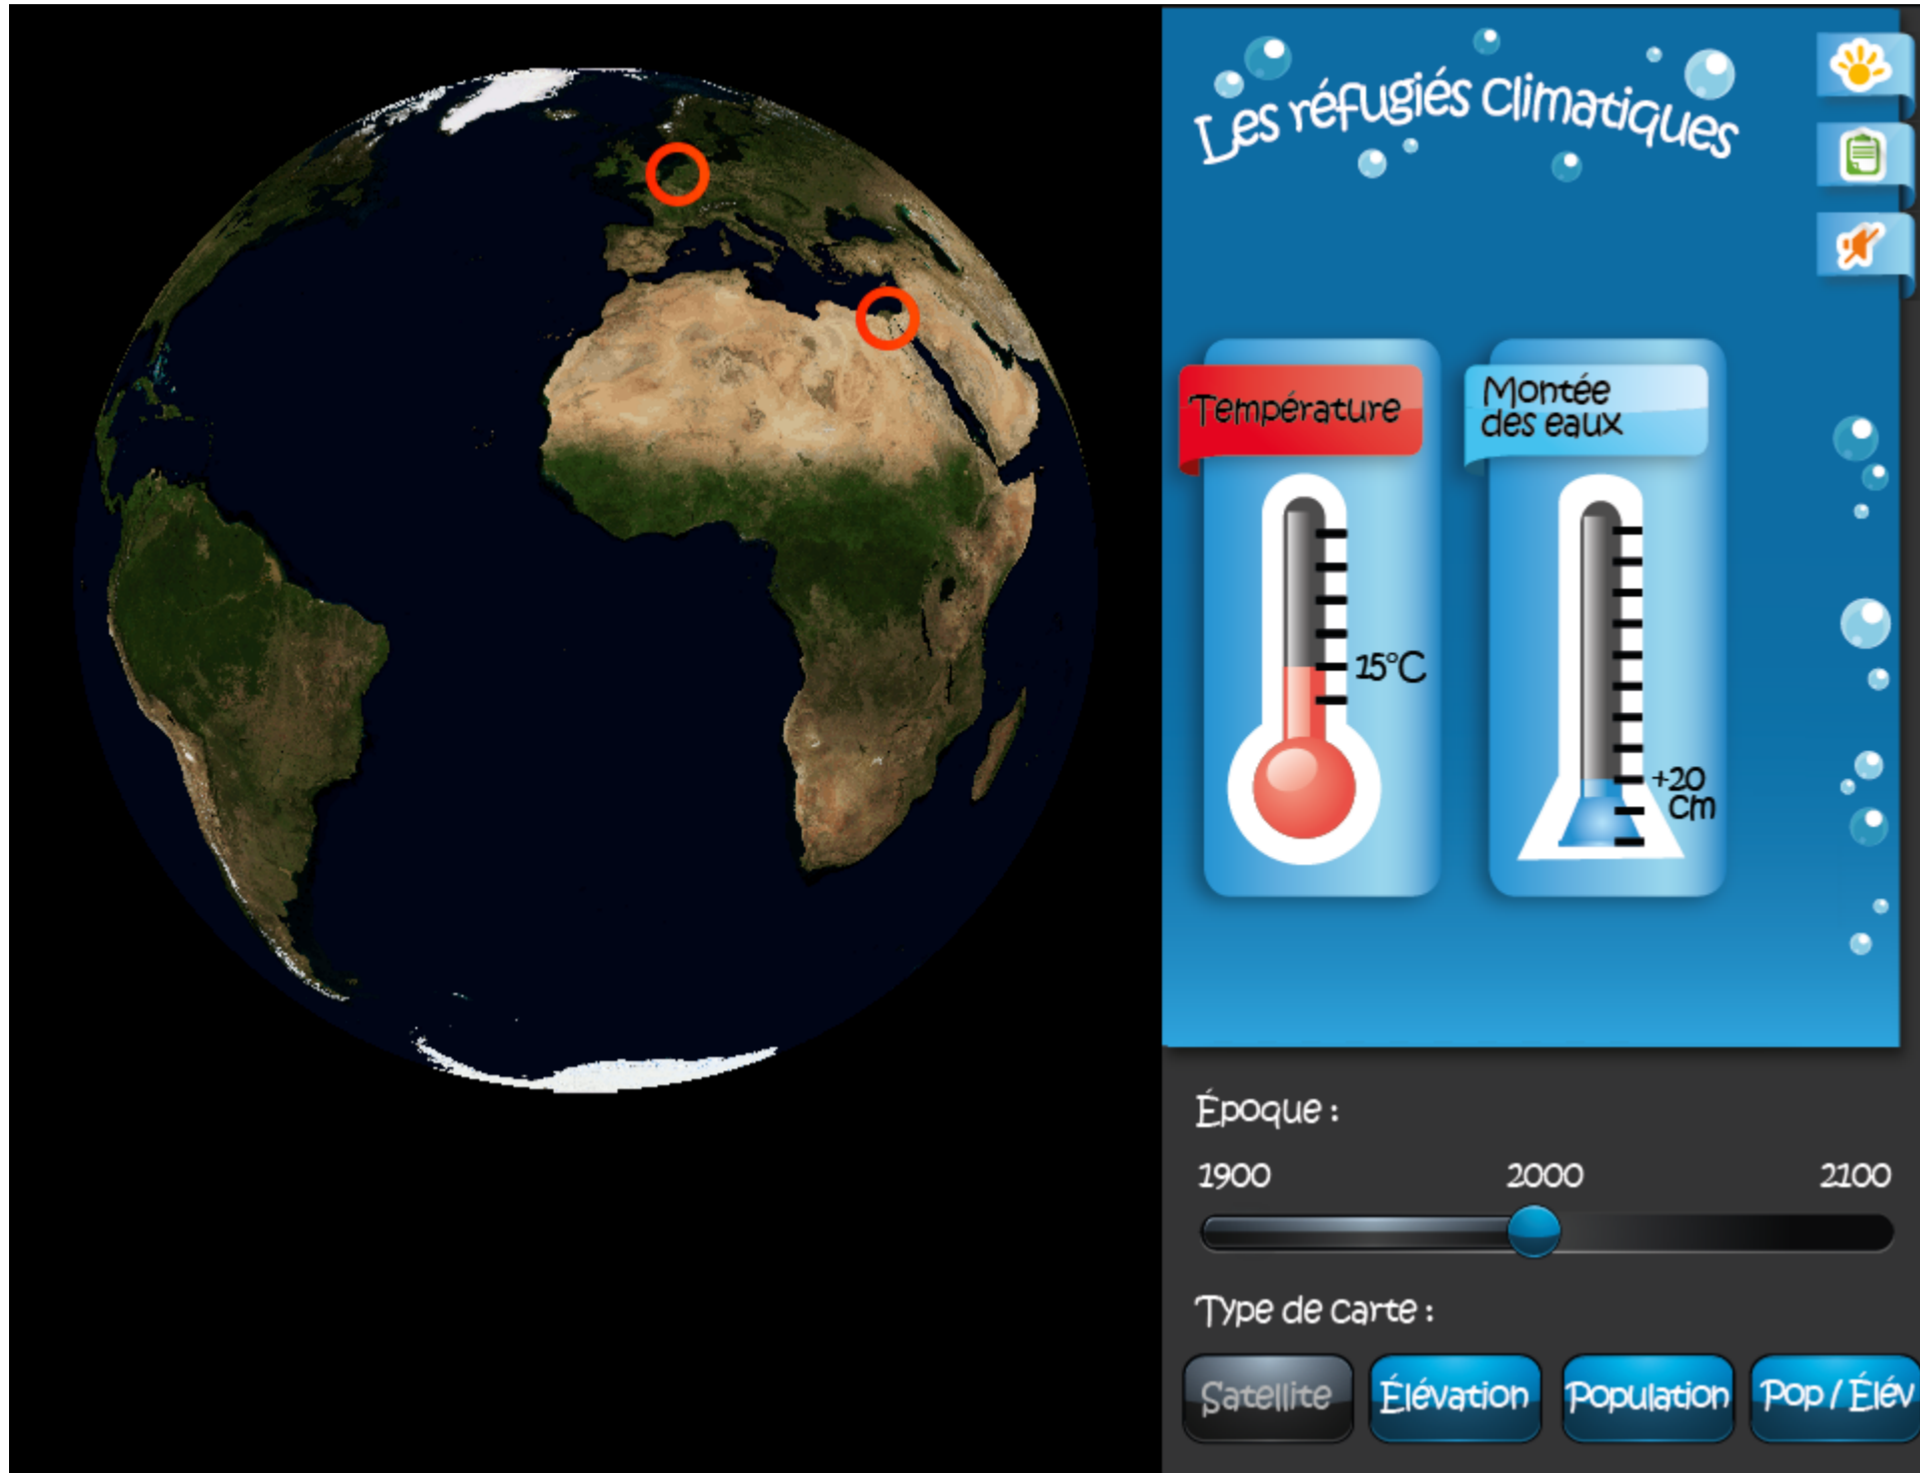 Les réfugiés climatiques
Température
Montée
des eaux
15°C
+20
cm
Époque :
1900 2000 2100
Type de carte :
Satellite Élévation Population Pop / Élév